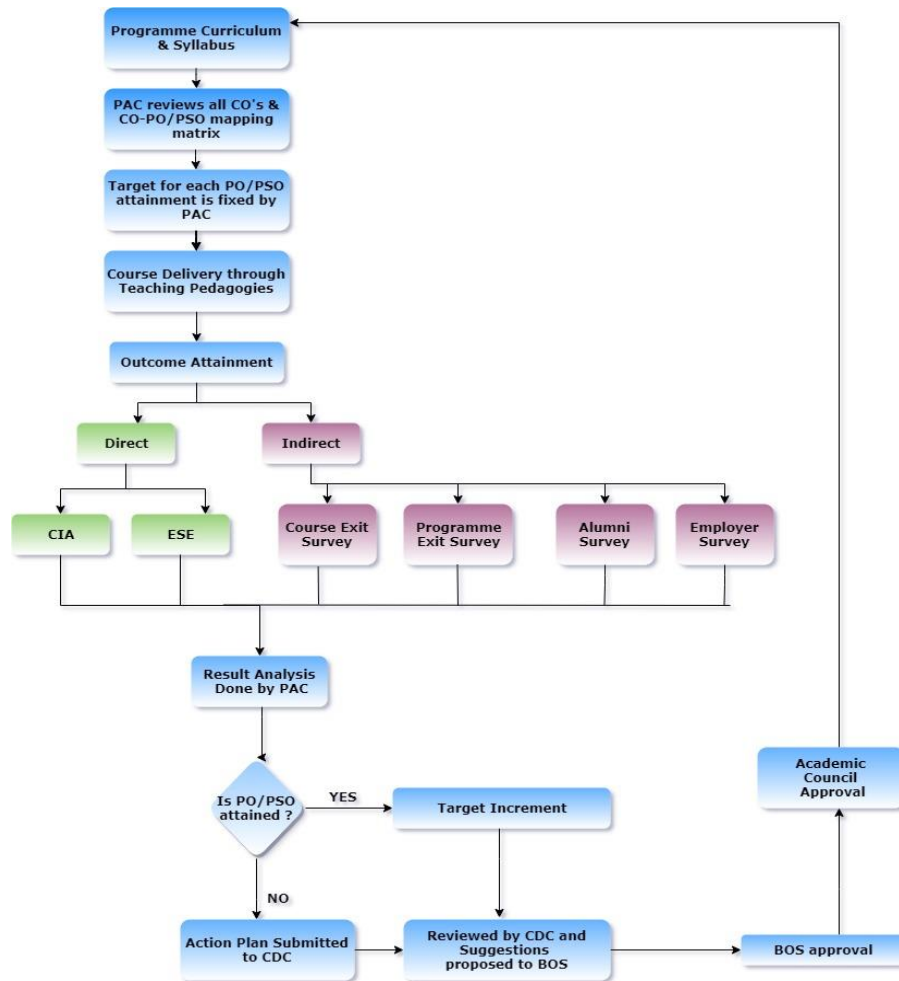 Programme Curriculum
& Syllabus
PAC reviews all CO's &
CO-PO/PSO mapping
matrix
Target for each PO/PSO
attainment is fixed by
PAC
Course Delivery through
Teaching Pedagogies
Outcome Attainment
Direct
Indirect
CIA
ESE
Course Exit
Survey
Programme
Exit Survey
Alumni
Survey
Employer
Survey
Result Analysis
Done by PAC
Is PO/PSO
attained ?
YES
Target Increment
Academic
Council
Approval
NO
Action Plan Submitted
to CDC
Reviewed by CDC and
Suggestions
proposed to BOS
BOS approval